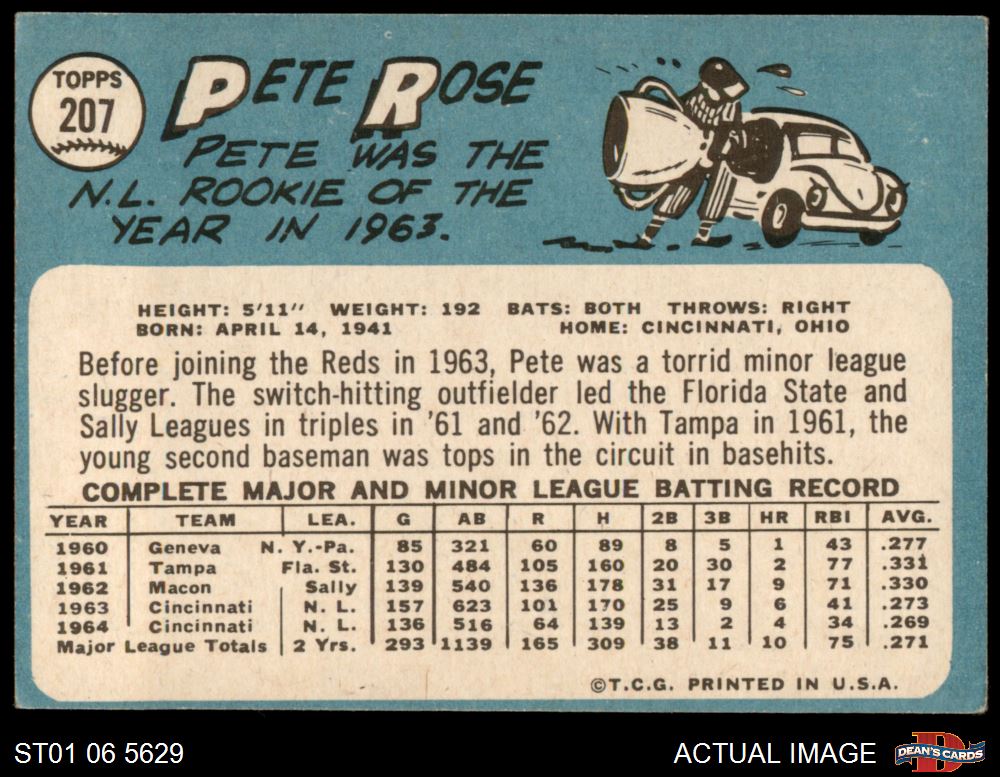 TOPPS
207
PETE ROSE
PETE WAS THE
N.L. ROOKIE OF THE
YEAR IN 1963.
HEIGHT: 5'11" WEIGHT: 192 BATS: BOTH THROWS: RIGHT
BORN: APRIL 14, 1941 HOME: CINCINNATI, OHIO
Before joining the Reds in 1963, Pete was a torrid minor league
slugger. The switch-hitting outfielder led the Florida State and
Sally Leagues in triples in '61 and '62. With Tampa in 1961, the
young second baseman was tops in the circuit in basehits.
COMPLETE MAJOR AND MINOR LEAGUE BATTING RECORD
YEAR TEAM LEA. G AB R H 2B 3B HR RBI AVG.
1960 Geneva N. Y.-Pa. 85 321 60 89 8 5 1 43 .277
1961 Tampa Fla. St. 130 484 105 160 20 30 2 77 .331
1962 Macon Sally 139 540 136 178 31 17 9 71 .330
1963 Cincinnati N. L. 157 623 101 170 25 9 6 41 .273
1964 Cincinnati N. L. 136 516 64 139 13 2 4 34 .269
Major League Totals 2 Yrs. 293 1139 165 309 38 11 10 75 .271
©T.C.G. PRINTED IN U.S.A.
ST01 06 5629
ACTUAL IMAGE
D
DEAN'S CARDS